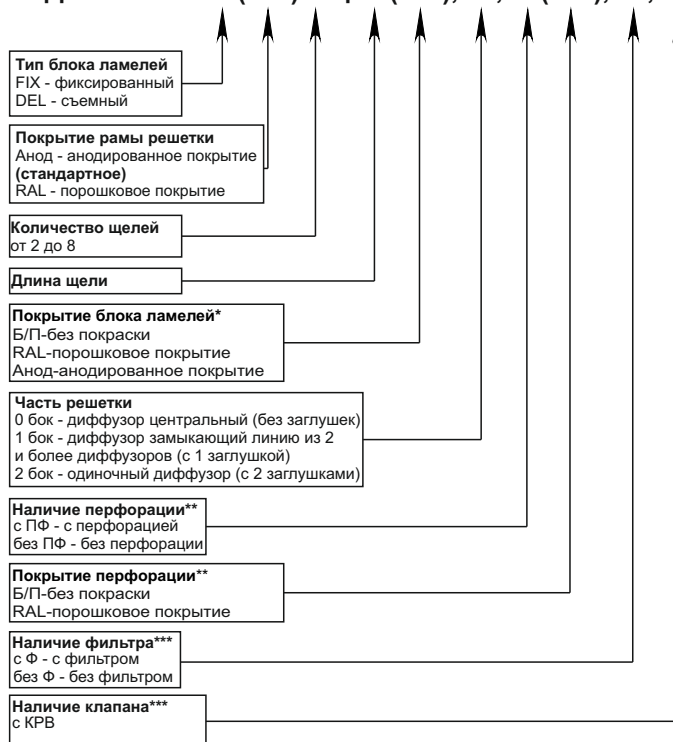 Тип блока ламелей
FIX - фиксированный
DEL - съемный
Покрытие рамы решетки
Анод - анодированное покрытие
(стандартное)
RAL - порошковое покрытие
Количество щелей
от 2 до 8
Длина щели
Покрытие блока ламелей*
Б/П-без покраски
RAL-порошковое покрытие
Анод-анодированное покрытие
Часть решетки
0 бок - диффузор центральный (без заглушек)
1 бок - диффузор замыкающий линию из 2
и более диффузоров (с 1 заглушкой)
2 бок - одиночный диффузор (с 2 заглушками)
Наличие перфорации**
с ПФ - с перфорацией
без ПФ - без перфорации
Покрытие перфорации**
Б/П-без покраски
RAL-порошковое покрытие
Наличие фильтра***
с Ф - с фильтром
без Ф - без фильтром
Наличие клапана***
с КРВ